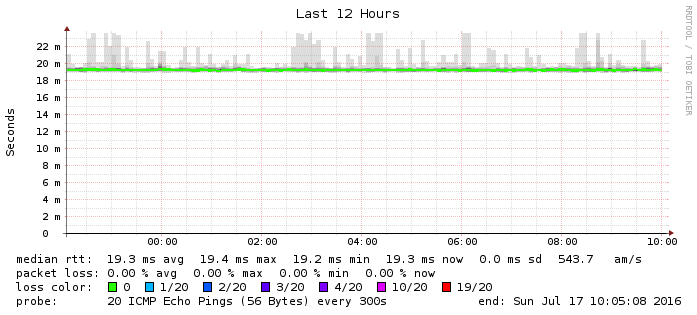 Last 12 Hours
RRDTOOL / TOBI OETIKER
Seconds
22 m
20 m
18 m
16 m
14 m
12 m
10 m
8 m
6 m
4 m
2 m
0
00:00 02:00 04:00 06:00 08:00 10:00
median rtt: 19.3 ms avg 19.4 ms max 19.2 ms min 19.3 ms now 0.0 ms sd 543.7 am/s
packet loss: 0.00 % avg 0.00 % max 0.00 % min 0.00 % now
loss color: 0 1/20 2/20 3/20 4/20 10/20 19/20
probe: 20 ICMP Echo Pings (56 Bytes) every 300s end: Sun Jul 17 10:05:08 2016